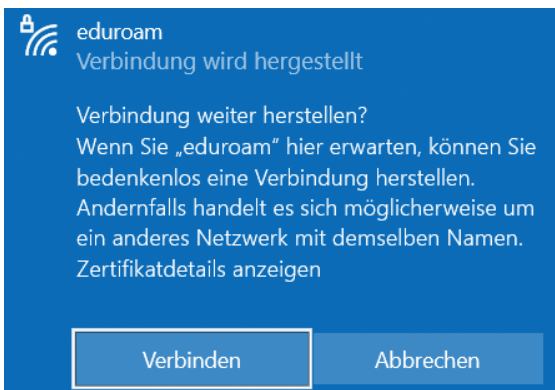 eduroam
Verbindung wird hergestellt
Verbindung weiter herstellen?
Wenn Sie „eduroam“ hier erwarten, können Sie
bedenkenlos eine Verbindung herstellen.
Andernfalls handelt es sich möglicherweise um
ein anderes Netzwerk mit demselben Namen.
Zertifikatdetails anzeigen
Verbinden
Abbrechen